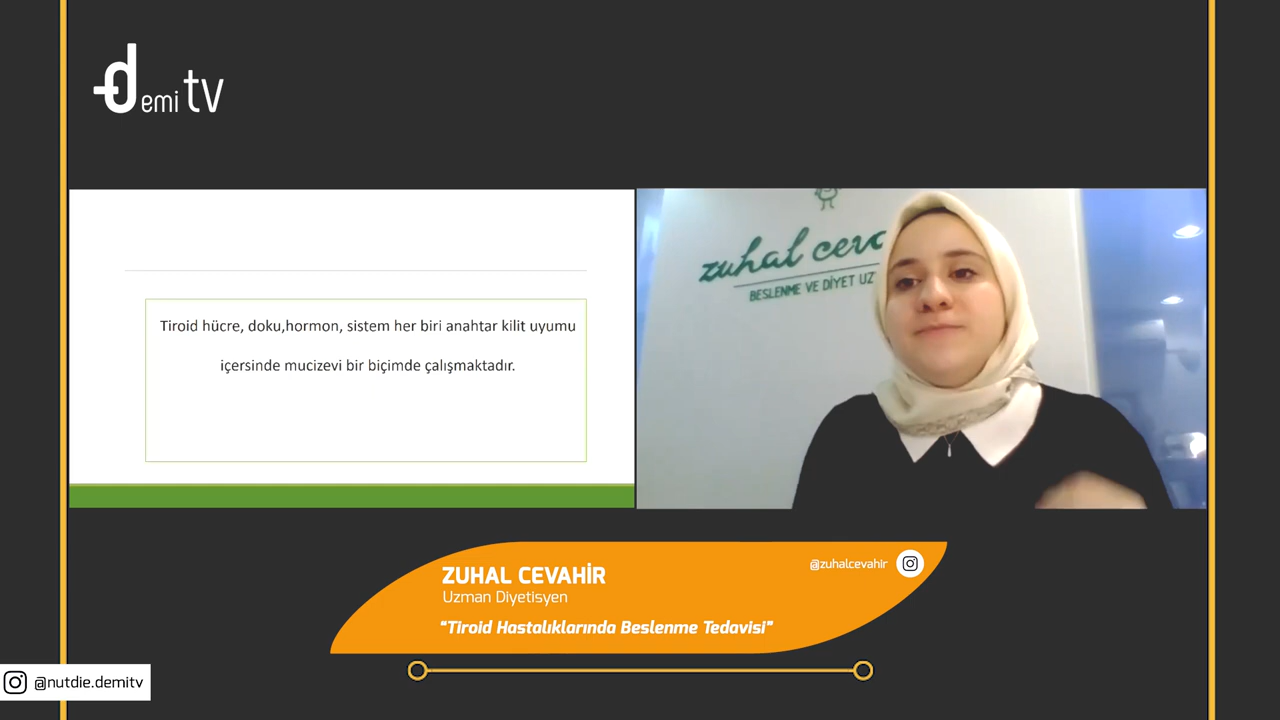 demi tv
Tiroid hücre, doku,hormon, sistem her biri anahtar kilit uyumu
içersinde mucizevi bir biçimde çalışmaktadır.
zuhal ceva
BESLENME VE DİYET UZ
ZUHAL CEVAHİR
Uzman Diyetisyen
@zuhalcevahir
“Tiroid Hastalıklarında Beslenme Tedavisi”
@nutdie.demitv